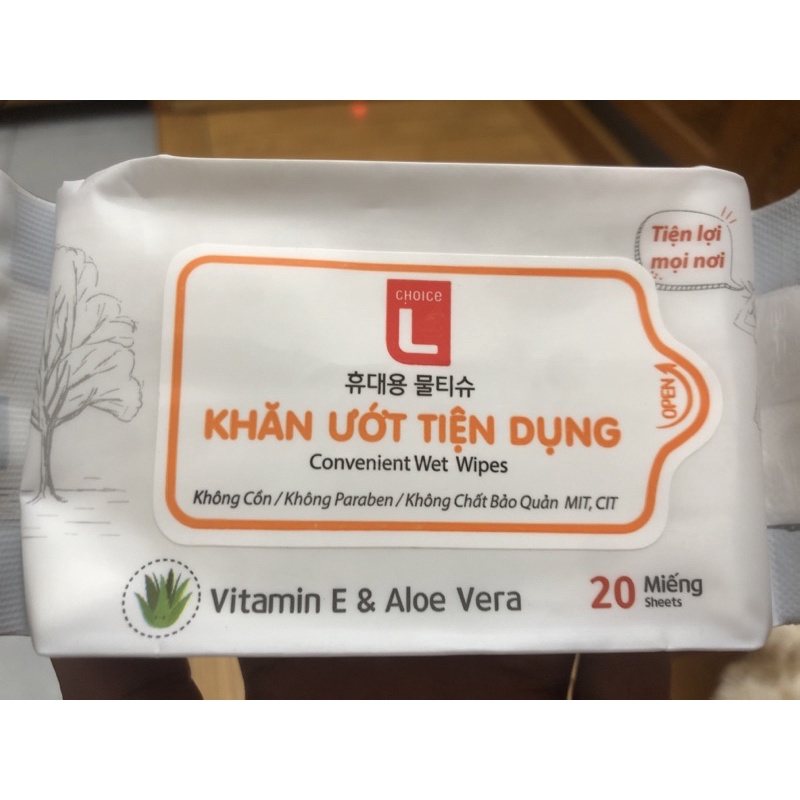 Tiện lợi
mọi nơi
CHOICE
L
휴대용 물티슈
KHĂN ƯỚT TIỆN DỤNG
Convenient Wet Wipes
Không Cồn / Không Paraben / Không Chất Bảo Quản MIT, CIT
OPEN
Vitamin E & Aloe Vera
20 Miếng
Sheets